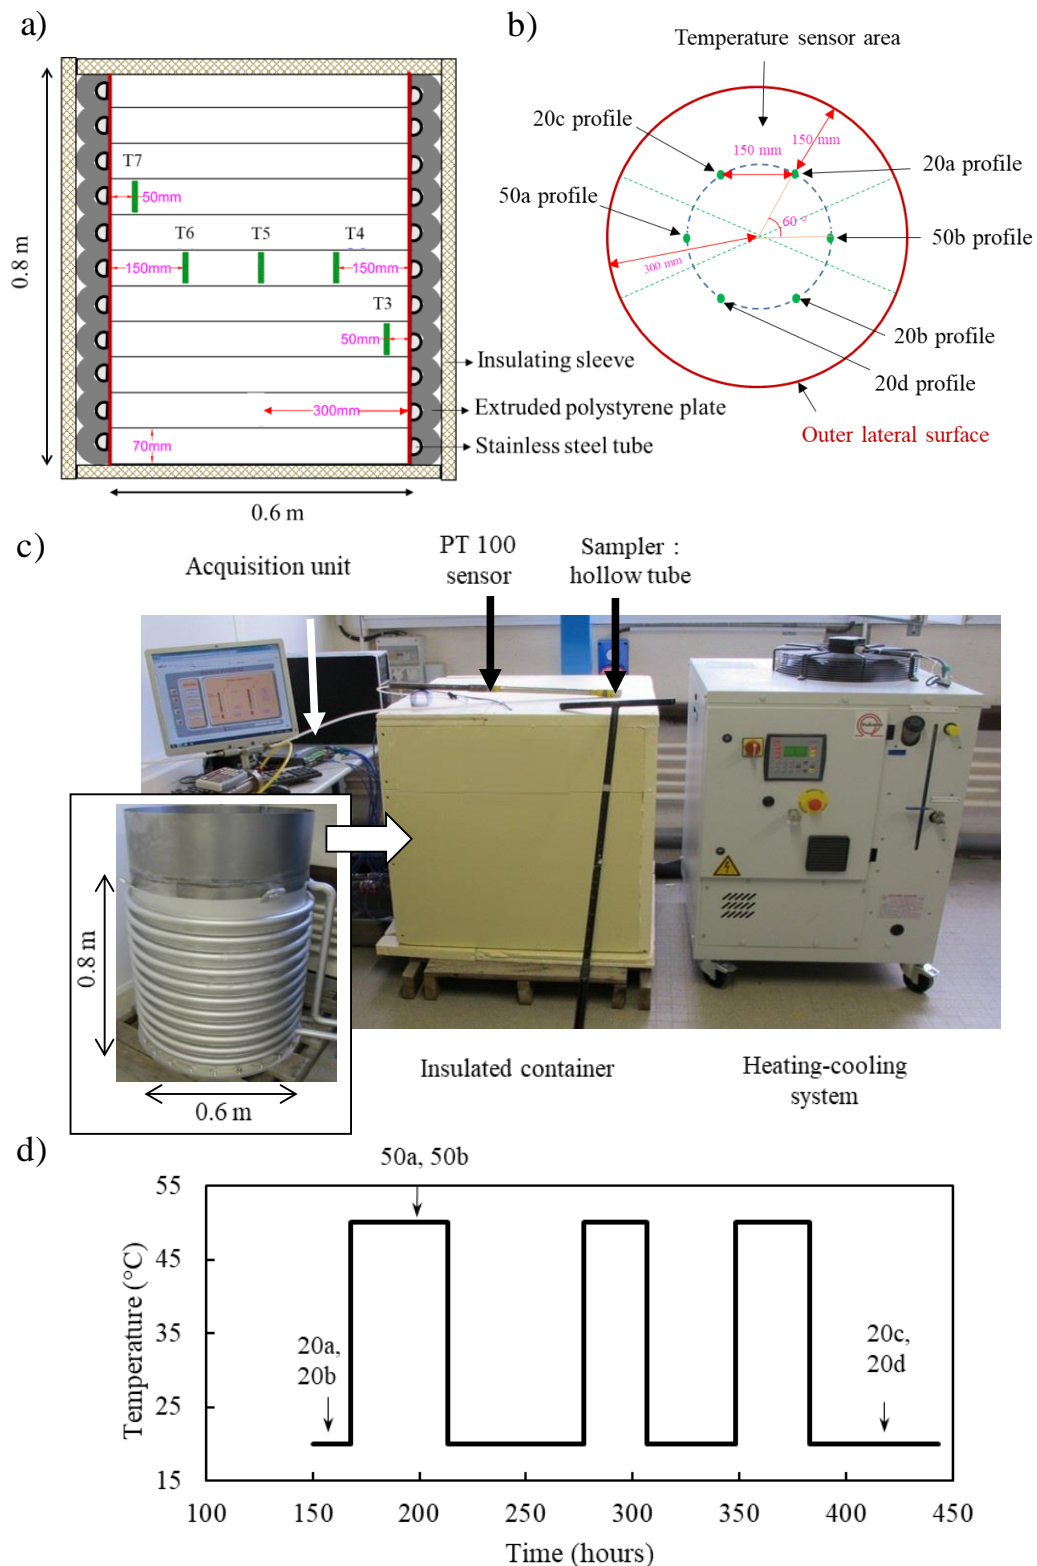 a)
0.8 m
T7
50mm
T6
T5
T4
150mm
150mm
T3
50mm
300mm
70mm
Insulating sleeve
Extruded polystyrene plate
Stainless steel tube
0.6 m
b)
Temperature sensor area
20c profile
150 mm
150 mm
20a profile
50a profile
60 °
50b profile
300 mm
20b profile
20d profile
Outer lateral surface
c)
Acquisition unit
PT 100
sensor
Sampler :
hollow tube
0.8 m
0.6 m
Insulated container
Heating-cooling
system
d)
50a, 50b
55
45
35
25
15
Temperature (°C)
20a,
20b
20c,
20d
100
150
200
250
300
350
400
450
Time (hours)